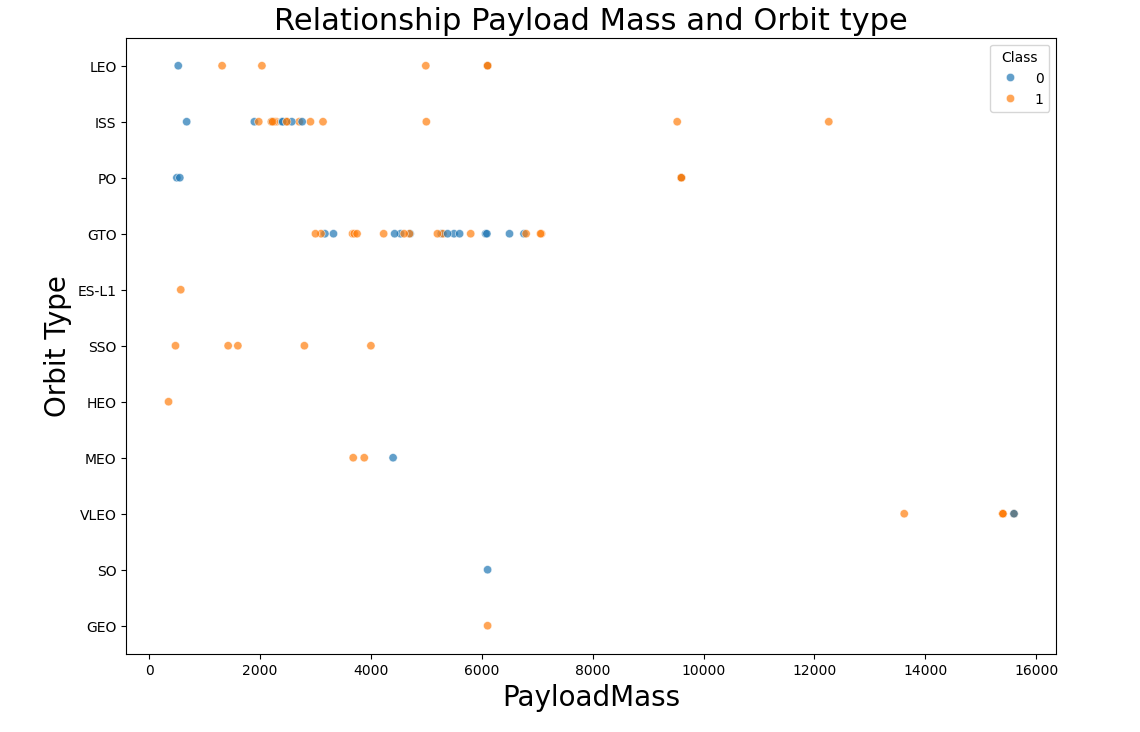 Relationship Payload Mass and Orbit type
Class
0
1
LEO
ISS
PO
GTO
ES-L1
SSO
HEO
MEO
VLEO
SO
GEO
Orbit Type
0 2000 4000 6000 8000 10000 12000 14000 16000
PayloadMass